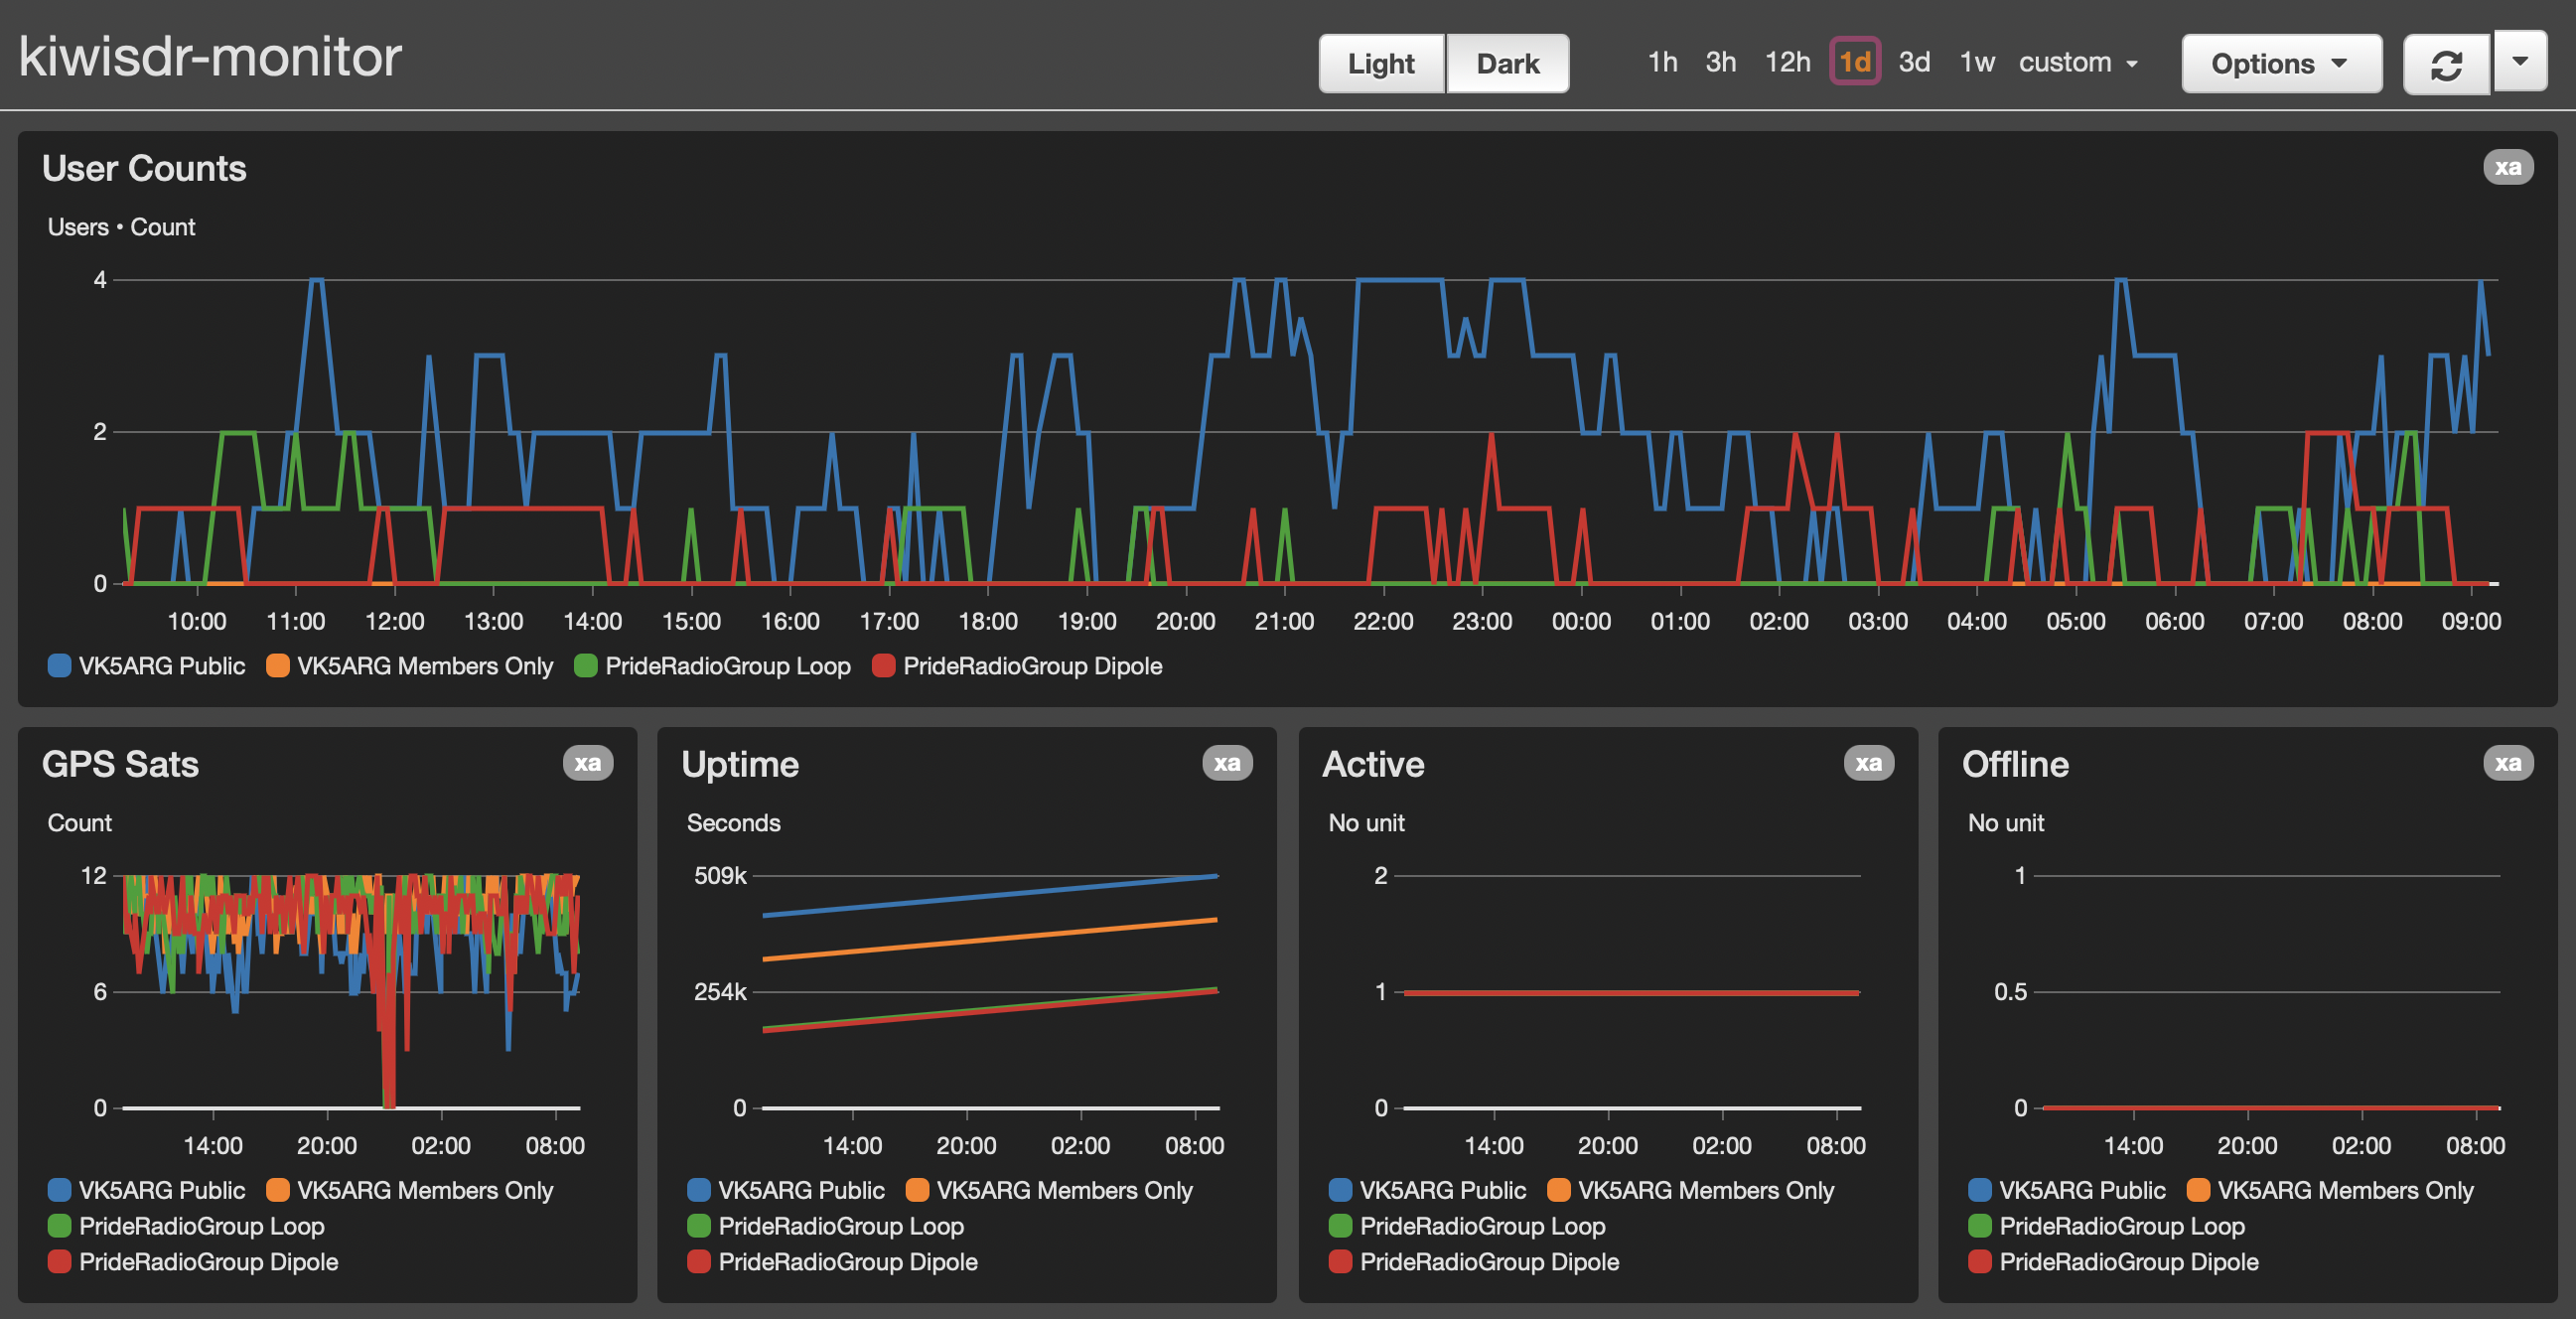 kiwisdr-monitor
Light Dark 1h 3h 12h 1d 3d 1w custom Options
User Counts xa
Users • Count
4
2
0
10:00 11:00 12:00 13:00 14:00 15:00 16:00 17:00 18:00 19:00 20:00 21:00 22:00 23:00 00:00 01:00 02:00 03:00 04:00 05:00 06:00 07:00 08:00 09:00
VK5ARG Public VK5ARG Members Only PrideRadioGroup Loop PrideRadioGroup Dipole
GPS Sats xa
Count
12
6
0
14:00 20:00 02:00 08:00
VK5ARG Public VK5ARG Members Only
PrideRadioGroup Loop
PrideRadioGroup Dipole
Uptime xa
Seconds
509k
254k
0
14:00 20:00 02:00 08:00
VK5ARG Public VK5ARG Members Only
PrideRadioGroup Loop
PrideRadioGroup Dipole
Active xa
No unit
2
1
0
14:00 20:00 02:00 08:00
VK5ARG Public VK5ARG Members Only
PrideRadioGroup Loop
PrideRadioGroup Dipole
Offline xa
No unit
1
0.5
0
14:00 20:00 02:00 08:00
VK5ARG Public VK5ARG Members Only
PrideRadioGroup Loop
PrideRadioGroup Dipole